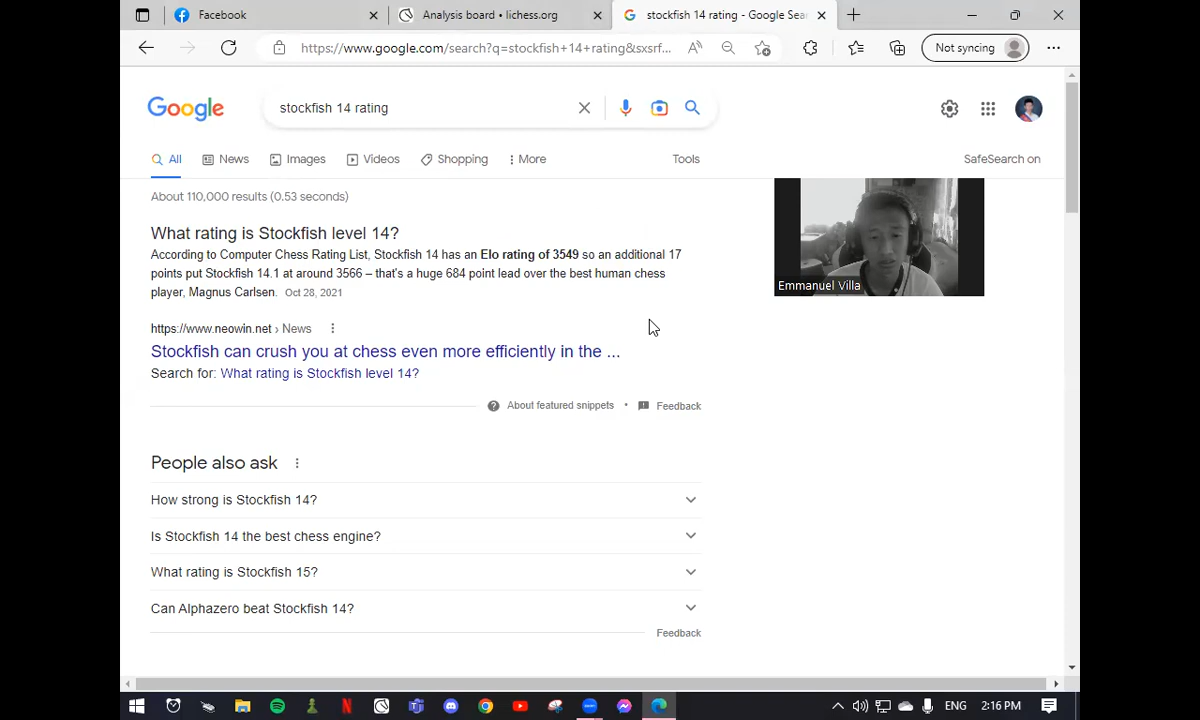 Facebook
Analysis board • lichess.org
stockfish 14 rating - Google Sea
https://www.google.com/search?q=stockfish+14+rating&sxsrf...
Not syncing
Google
stockfish 14 rating
All
News
Images
Videos
Shopping
More
Tools
SafeSearch on
About 110,000 results (0.53 seconds)
What rating is Stockfish level 14?
According to Computer Chess Rating List, Stockfish 14 has an Elo rating of 3549 so an additional 17
points put Stockfish 14.1 at around 3566 – that's a huge 684 point lead over the best human chess
player, Magnus Carlsen. Oct 28, 2021
Emmanuel Villa
https://www.neowin.net › News
Stockfish can crush you at chess even more efficiently in the ...
Search for: What rating is Stockfish level 14?
About featured snippets • Feedback
People also ask
How strong is Stockfish 14?
Is Stockfish 14 the best chess engine?
What rating is Stockfish 15?
Can Alphazero beat Stockfish 14?
Feedback
ENG
2:16 PM